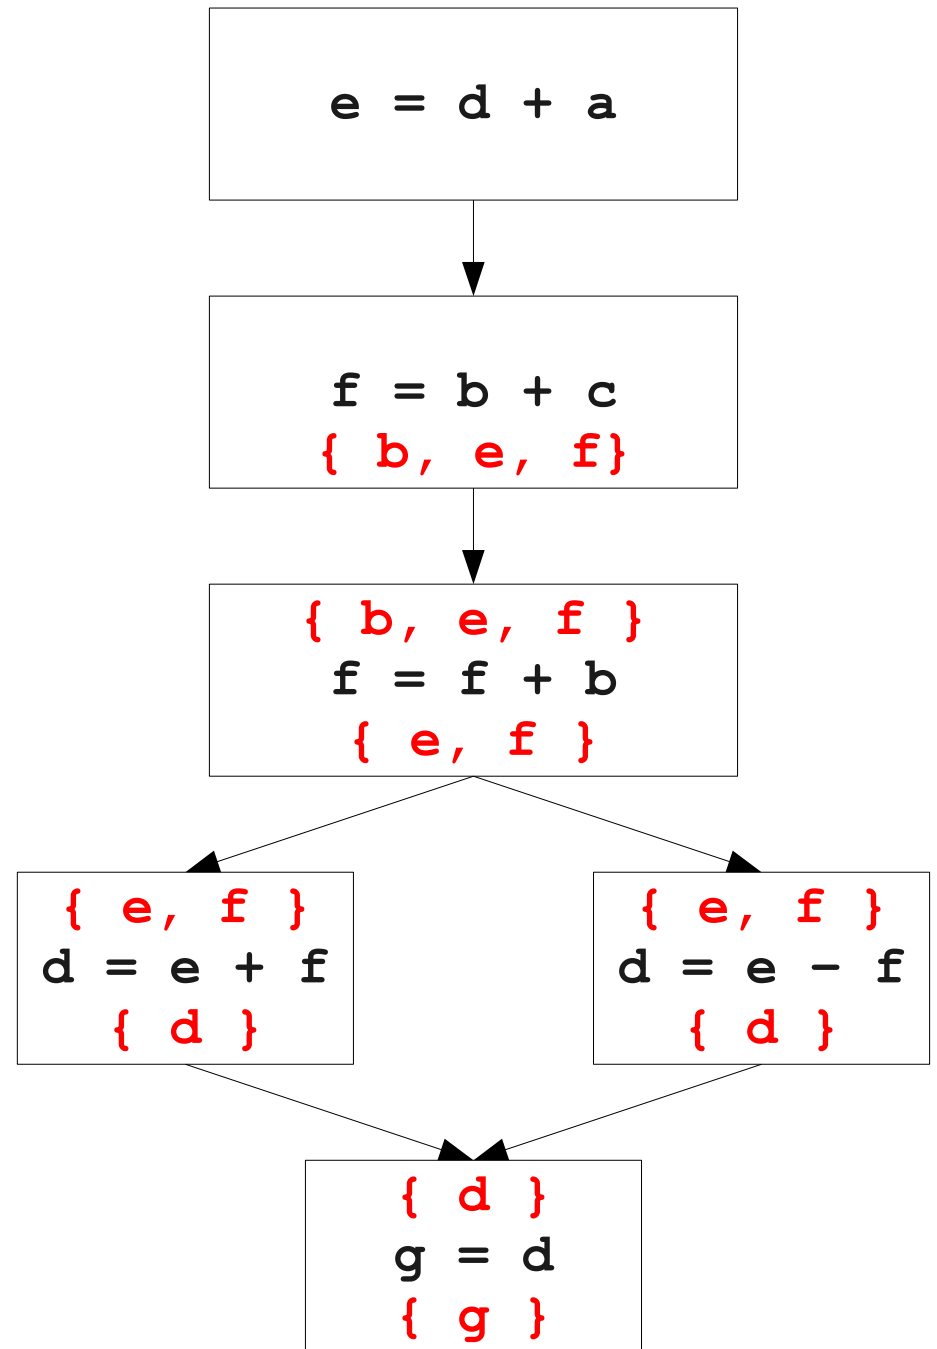 e = d + a
f = b + c
{ b, e, f}
{ b, e, f }
f = f + b
{ e, f }
{ e, f }
d = e + f
{ d }
{ e, f }
d = e - f
{ d }
{ d }
g = d
{ g }